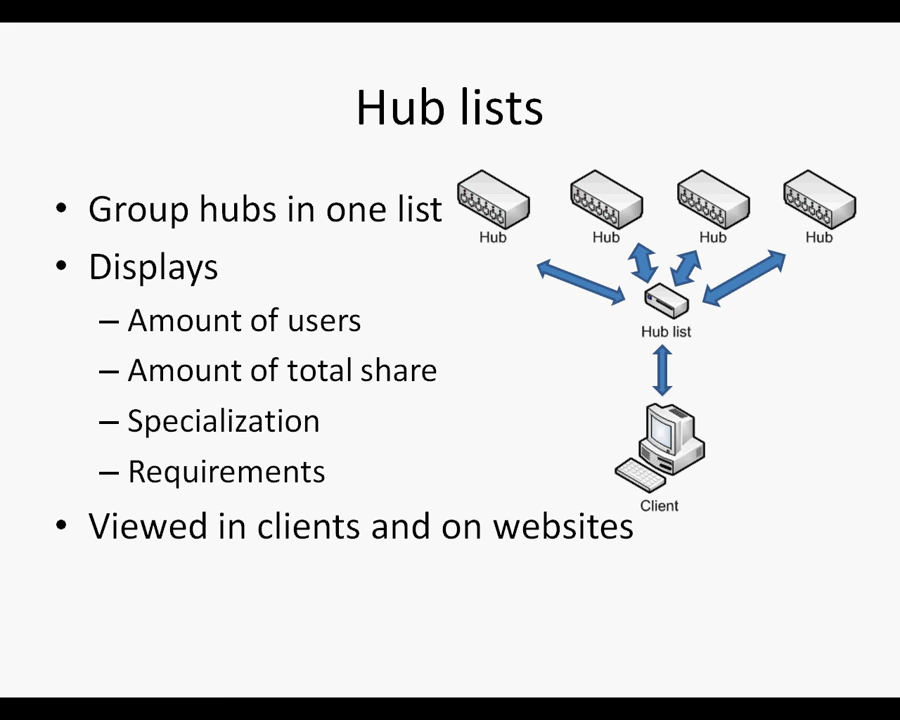 Hub lists
• Group hubs in one list
• Displays
– Amount of users
– Amount of total share
– Specialization
– Requirements
• Viewed in clients and on websites
Hub
Hub
Hub
Hub
Hub list
Client